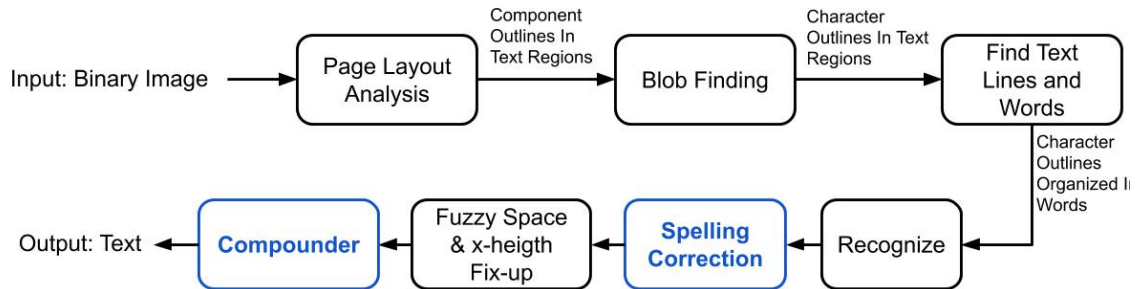 Input: Binary Image
Page Layout
Analysis
Component
Outlines In
Text Regions
Blob Finding
Character
Outlines In Text
Regions
Find Text
Lines and
Words
Character
Outlines
Organized I
Words
Recognize
Spelling
Correction
Fuzzy Space
& x-heigth
Fix-up
Compounder
Output: Text